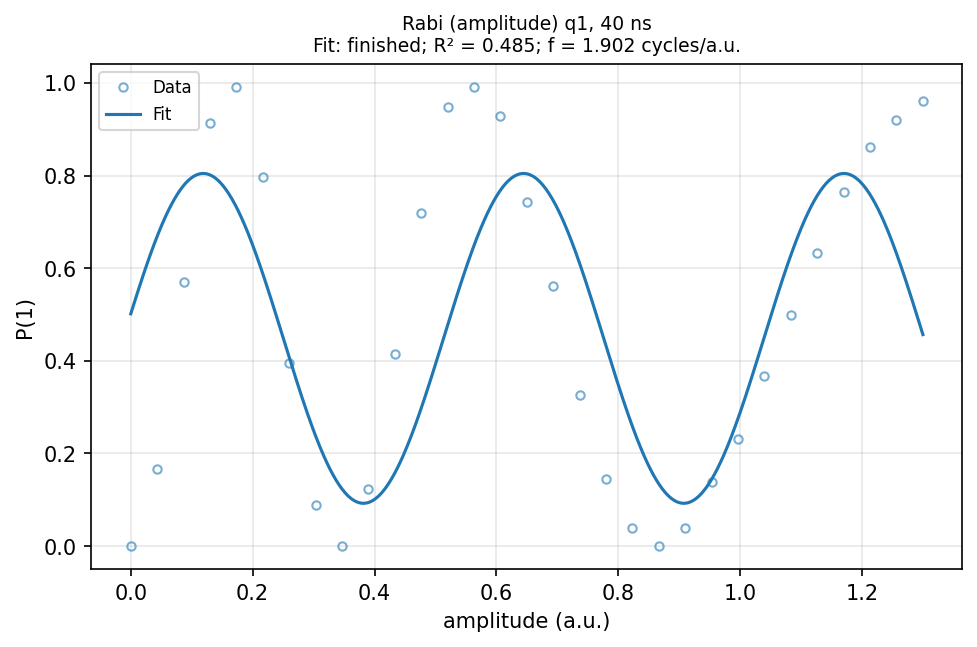 Rabi (amplitude) q1, 40 ns
Fit: finished; R² = 0.485; f = 1.902 cycles/a.u.
Data
Fit
P(1)
1.0
0.8
0.6
0.4
0.2
0.0
0.0 0.2 0.4 0.6 0.8 1.0 1.2
amplitude (a.u.)